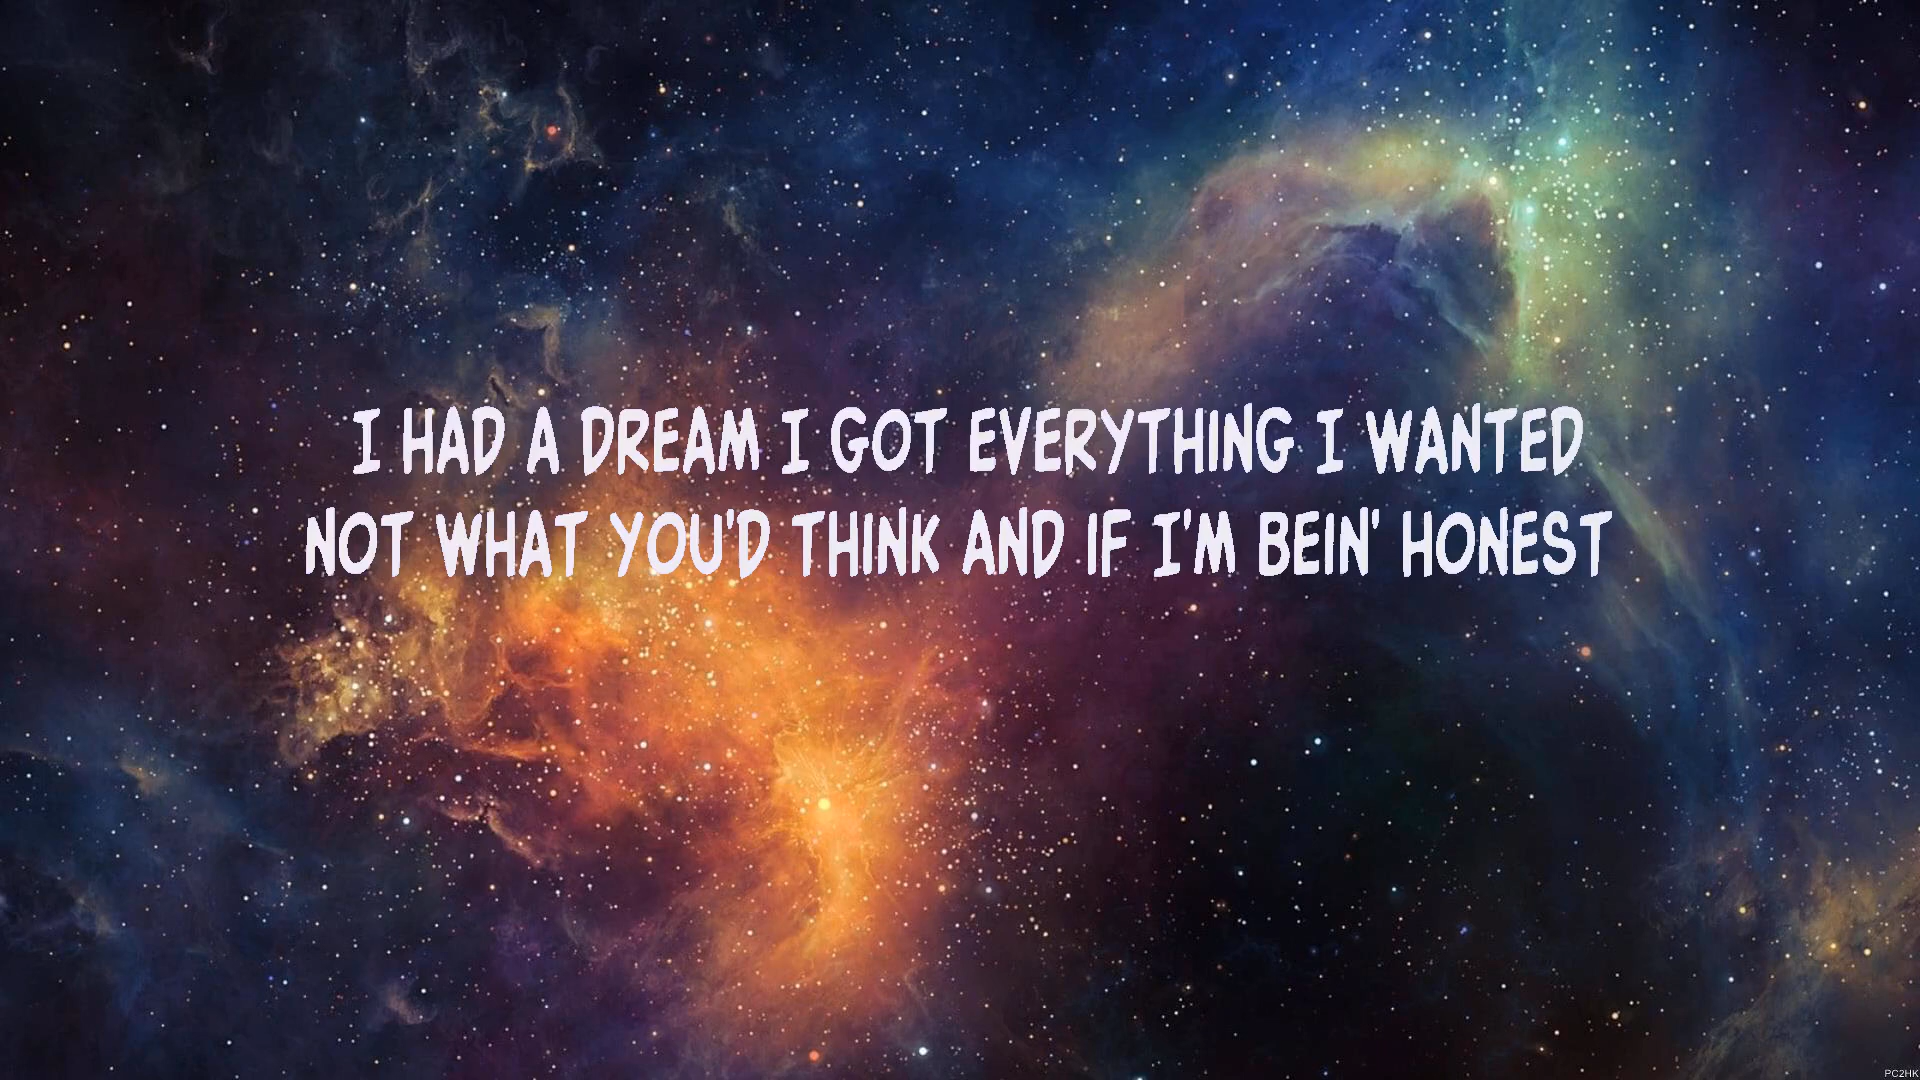 I HAD A DREAM I GOT EVERYTHING I WANTED
NOT WHAT YOU'D THINK AND IF I'M BEIN' HONEST
PC2HK